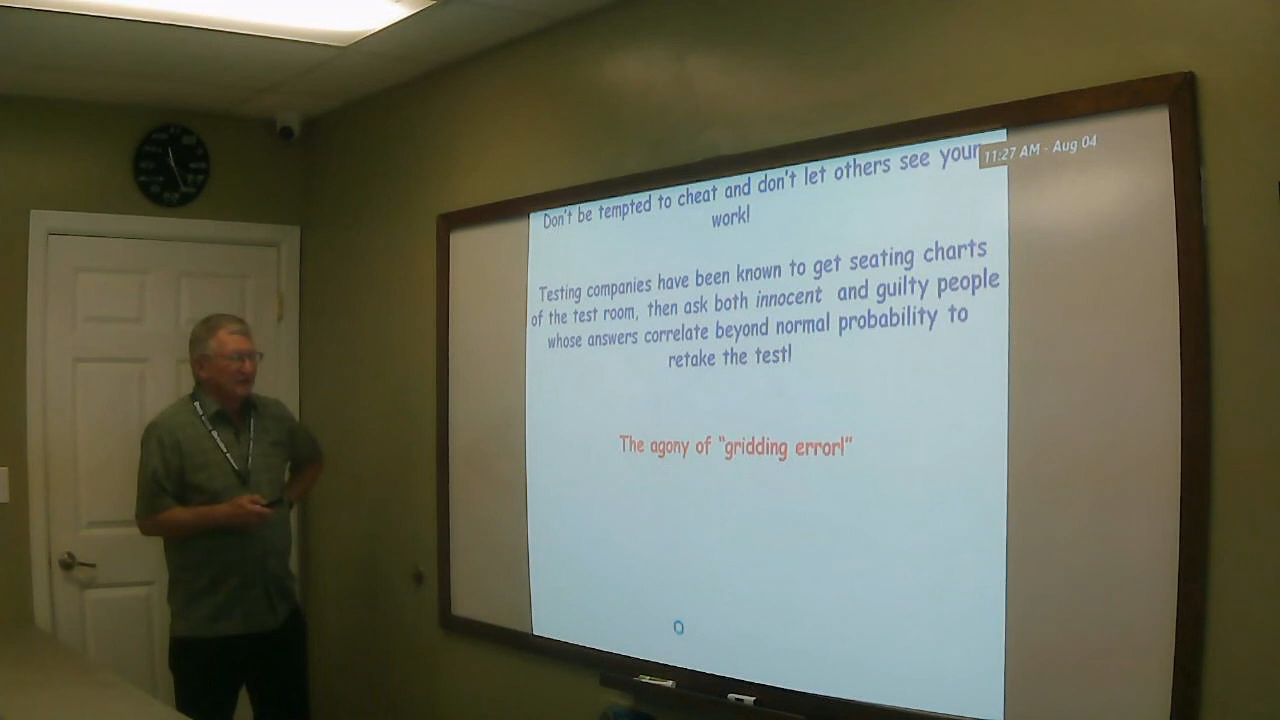 Don't be tempted to cheat and don't let others see your
work!
11:27 AM - Aug 04
Testing companies have been known to get seating charts
of the test room, then ask both innocent and guilty people
whose answers correlate beyond normal probability to
retake the test!
The agony of "gridding error!"